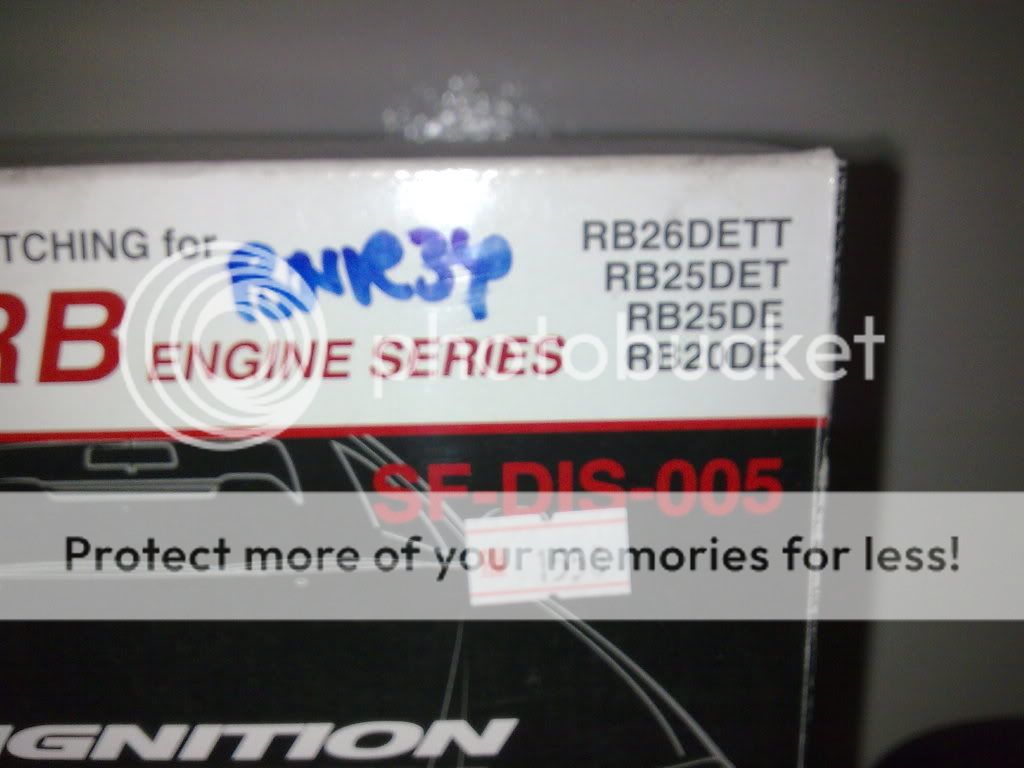 TCHING for BNR34
RB ENGINE SERIES
RB26DETT
RB25DET
RB25DE
RB20DE
photobucket
SF-DIS-005
Protect more of your memories for less!
IGNITION